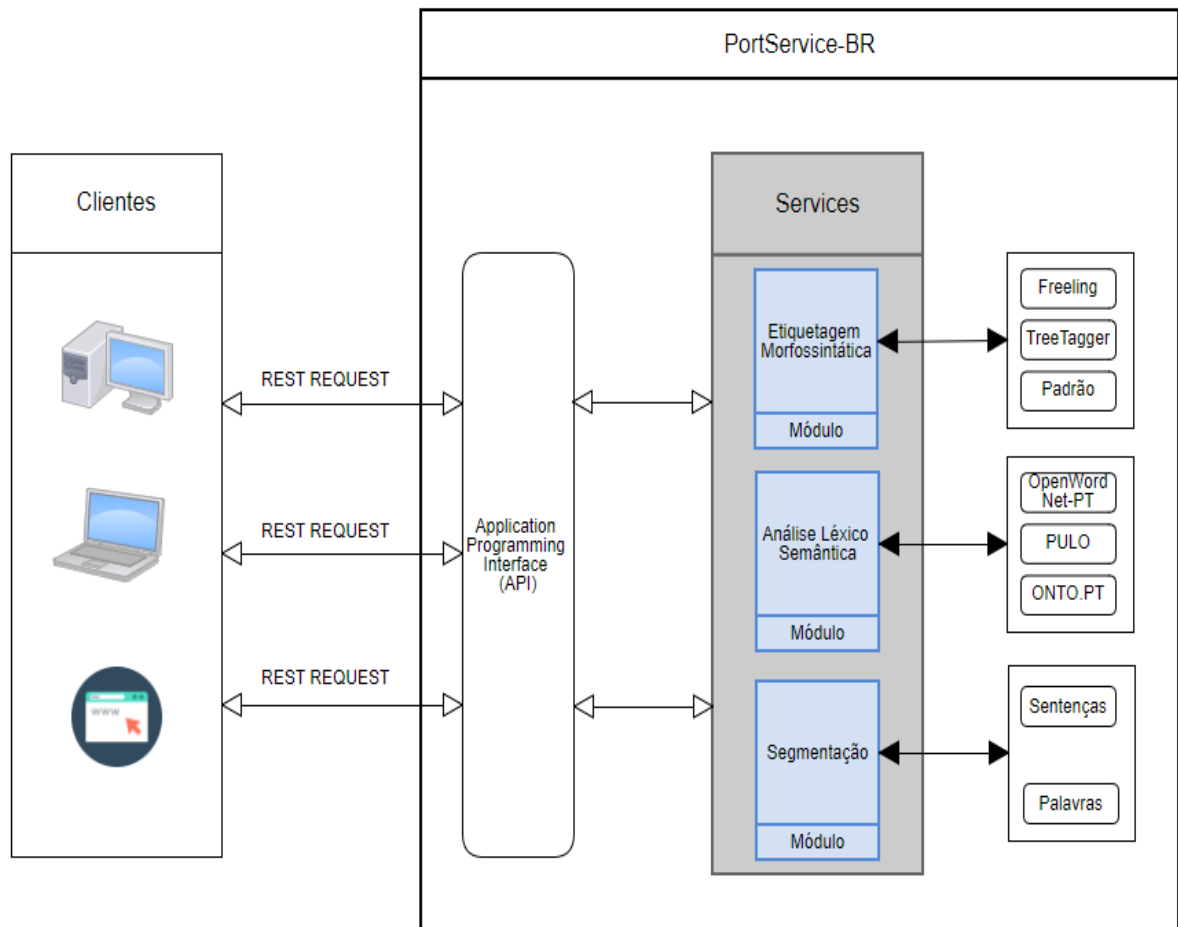 PortService-BR
Clientes
Services
REST REQUEST
REST REQUEST
www
REST REQUEST
Application
Programming
Interface
(API)
Etiquetagem
Morfossintática
Módulo
Análise Léxico
Semântica
Módulo
Segmentação
Módulo
Freeling
TreeTagger
Padrão
OpenWord
Net-PT
PULO
ONTO.PT
Sentenças
Palavras